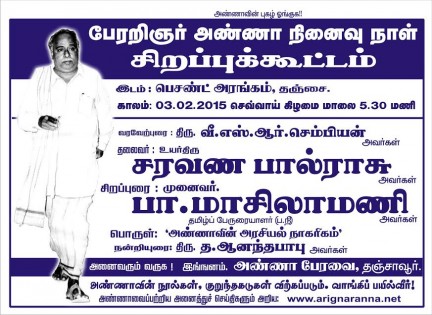 அண்ணாவின் புகழ் ஓங்குக!!
பேரறிஞர் அண்ணா நினைவு நாள்
சிறப்புக்கூட்டம்
இடம் : பெசண்ட் அரங்கம், தஞ்சை.
காலம்: 03.02.2015 செவ்வாய் கிழமை மாலை 5.30 மணி
வரவேற்புரை : திரு. வீ.எஸ்.ஆர்.செம்பியன் அவர்கள்
தலைவர் : உயர்திரு
சரவண பால்ராசு அவர்கள்
சிறப்புரை : முனைவர்.
பா.மாசிலாமணி அவர்கள்
தமிழ்ப் பேருரையாளர் (ப.நி)
பொருள்: 'அண்ணாவின் அரசியல் நாகரிகம்'
நன்றியுரை: திரு த.ஆனந்தபாபு அவர்கள்
அனைவரும் வருக ! இங்ஙனம். அண்ணா பேரவை, தஞ்சாவூர்.
அண்ணாவின் நூல்கள், குறுந்தகடுகள் விற்கப்படும். வாங்கிப் பயில்வீர்!
அண்ணாவைப்பற்றிய அனைத்துச் செய்திகளும் அறிய: www.arignaranna.net